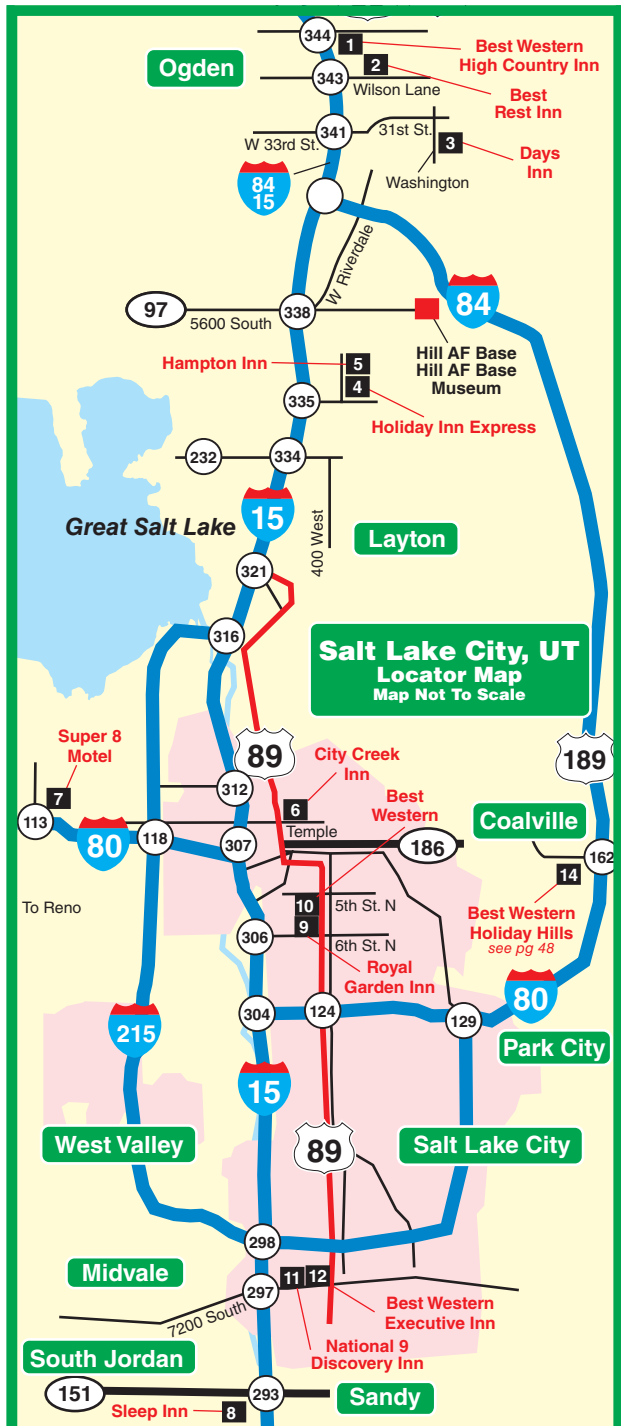 344
1
Best Western
High Country Inn
Ogden
2
343
Wilson Lane
Best
Rest Inn
341
31st St.
W 33rd St.
3
Days
Inn
Washington
84
15
W Riverdale
84
97
338
5600 South
Hill AF Base
Hill AF Base
Museum
Hampton Inn
5
4
335
Holiday Inn Express
232
334
Great Salt Lake
15
400 West
Layton
321
316
Salt Lake City, UT
Locator Map
Map Not To Scale
Super 8
Motel
89
City Creek
Inn
189
7
312
6
Best
Western
Coalville
113
80
118
307
Temple
186
162
14
To Reno
10
5th St. N
Best Western
Holiday Hills
see pg 48
9
306
6th St. N
Royal
Garden Inn
80
304
124
129
215
Park City
15
West Valley
89
Salt Lake City
298
Midvale
11
12
297
7200 South
Best Western
Executive Inn
National 9
Discovery Inn
South Jordan
151
293
Sandy
Sleep Inn
8